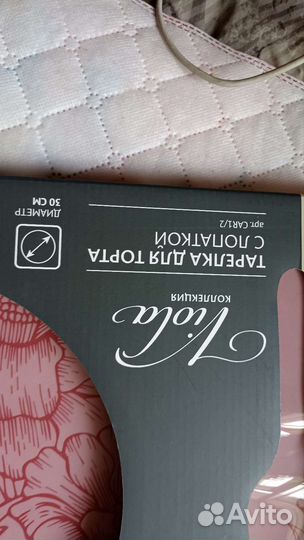 КОЛЛЕКЦИЯ
Viola
ТАРЕЛКА ДЛЯ ТОРТА
С ЛОПАТКОЙ
арт. CAR1/2
ДИАМЕТР
30 СМ
Avito